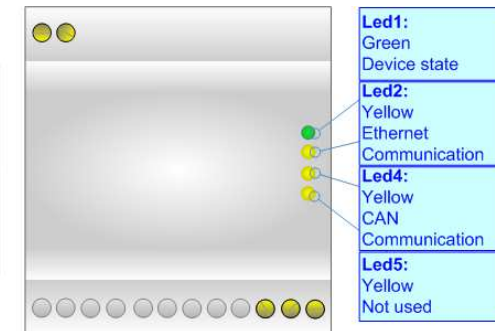 Led1:
Green
Device state
Led2:
Yellow
Ethernet
Communication
Led4:
Yellow
CAN
Communication
Led5:
Yellow
Not used